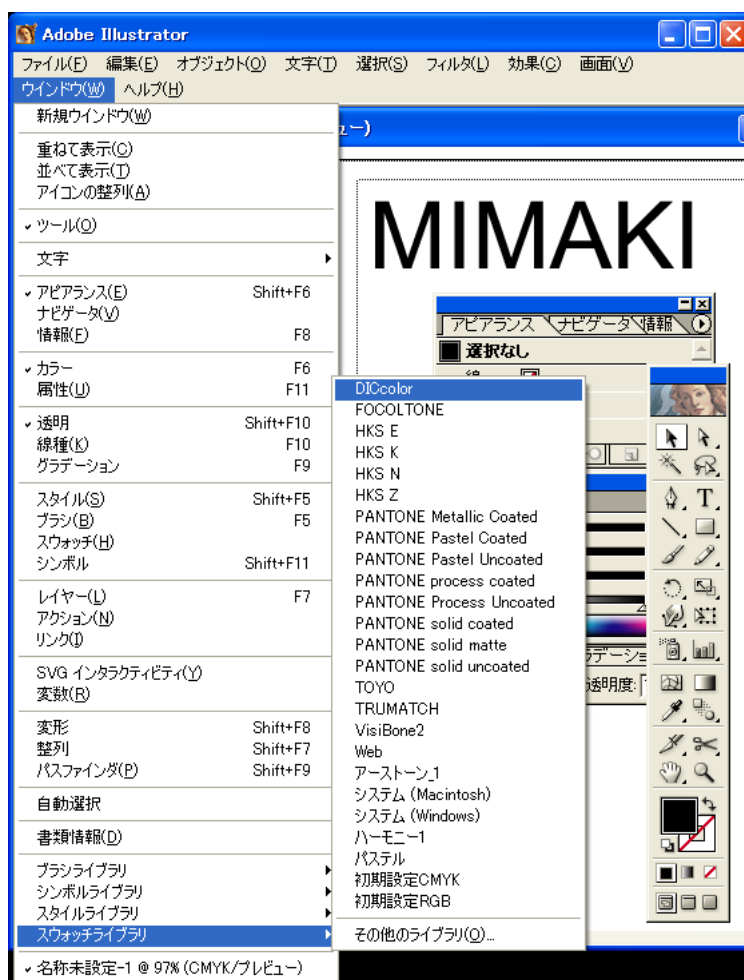 Adobe Illustrator
ファイル(F) 編集(E) オブジェクト(O) 文字(T) 選択(S) フィルタ(L) 効果(C) 画面(V)
ウインドウ(W) ヘルプ(H)
新規ウインドウ(W)
重ねて表示(C)
並べて表示(T)
アイコンの整列(A)
ツール(O)
文字
アピアランス(E) Shift+F6
ナビゲータ(V)
情報(F) F8
カラー F6
属性(U) F11
透明 Shift+F10
線種(K) F10
グラデーション F9
スタイル(S) Shift+F5
ブラシ(B) F5
スウォッチ(H)
シンボル Shift+F11
レイヤー(L) F7
アクション(N)
リンク(I)
SVG インタラクティビティ(Y)
変数(R)
変形 Shift+F8
整列 Shift+F7
パスファインダ(P) Shift+F9
自動選択
書類情報(D)
ブラシライブラリ
シンボルライブラリ
スタイルライブラリ
スウォッチライブラリ
名称未設定-1 @ 97% (CMYK/プレビュー)
DICcolor
FOCOLTONE
HKS E
HKS K
HKS N
HKS Z
PANTONE Metallic Coated
PANTONE Pastel Coated
PANTONE Pastel Uncoated
PANTONE process coated
PANTONE Process Uncoated
PANTONE solid coated
PANTONE solid matte
PANTONE solid uncoated
TOYO
TRUMATCH
VisiBone2
Web
アーストーン_1
システム (Macintosh)
システム (Windows)
ハーモニー1
パステル
初期設定CMYK
初期設定RGB
その他のライブラリ(O)...
MIMAKI
アピアランス ナビゲータ 情報
選択なし
透明度: